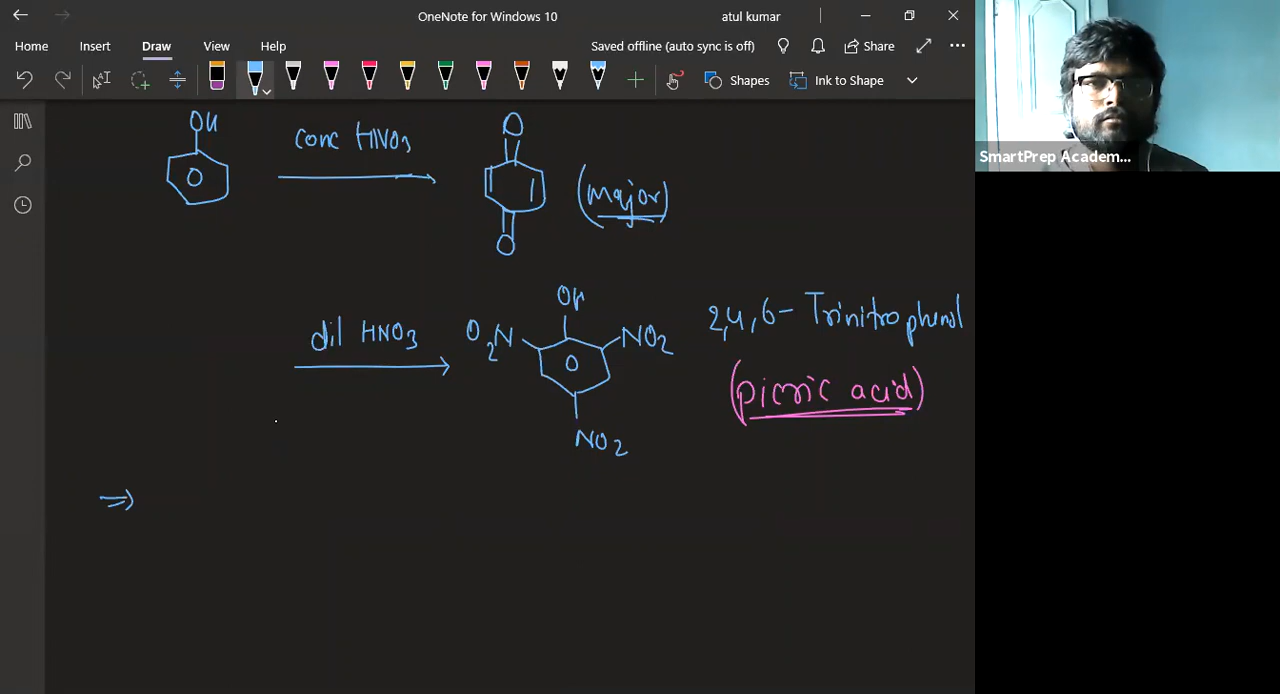 OneNote for Windows 10
atul kumar
Home Insert Draw View Help
Saved offline (auto sync is off)
Share
Shapes
Ink to Shape
SmartPrep Academ...
OH
conc HNO3
O
O
(major)
O
dil HNO3
OH
O2N
NO2
O
NO2
2,4,6- Trinitrophenol
(picric acid)
⇒